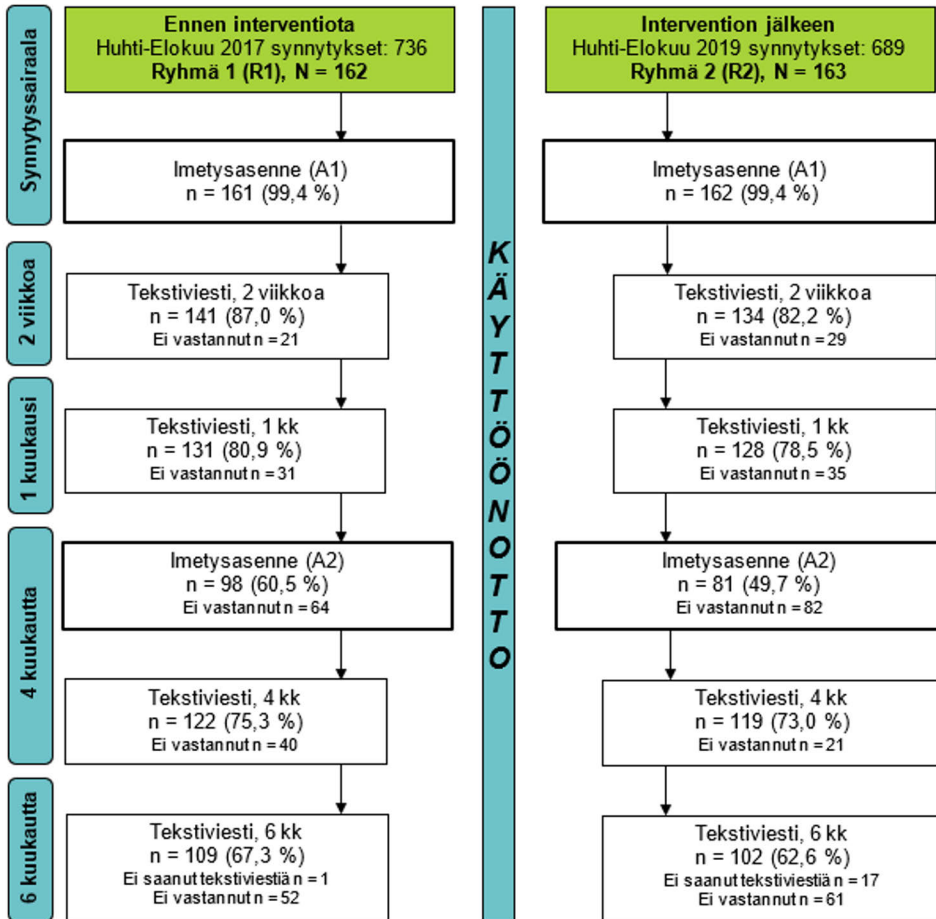 Synnytyssairaala
Ennen interventiota
Huhti-Elokuu 2017 synnytykset: 736
Ryhmä 1 (R1), N = 162
Intervention jälkeen
Huhti-Elokuu 2019 synnytykset: 689
Ryhmä 2 (R2), N = 163
Imetysasenne (A1)
n = 161 (99,4 %)
Imetysasenne (A1)
n = 162 (99,4 %)
KÄYTTÖÖNOTTO
2 viikkoa
Tekstiviesti, 2 viikkoa
n = 141 (87,0 %)
Ei vastannut n = 21
Tekstiviesti, 2 viikkoa
n = 134 (82,2 %)
Ei vastannut n = 29
1 kuukausi
Tekstiviesti, 1 kk
n = 131 (80,9 %)
Ei vastannut n = 31
Tekstiviesti, 1 kk
n = 128 (78,5 %)
Ei vastannut n = 35
4 kuukautta
Imetysasenne (A2)
n = 98 (60,5 %)
Ei vastannut n = 64
Imetysasenne (A2)
n = 81 (49,7 %)
Ei vastannut n = 82
Tekstiviesti, 4 kk
n = 122 (75,3 %)
Ei vastannut n = 40
Tekstiviesti, 4 kk
n = 119 (73,0 %)
Ei vastannut n = 21
6 kuukautta
Tekstiviesti, 6 kk
n = 109 (67,3 %)
Ei saanut tekstiviestiä n = 1
Ei vastannut n = 52
Tekstiviesti, 6 kk
n = 102 (62,6 %)
Ei saanut tekstiviestiä n = 17
Ei vastannut n = 61